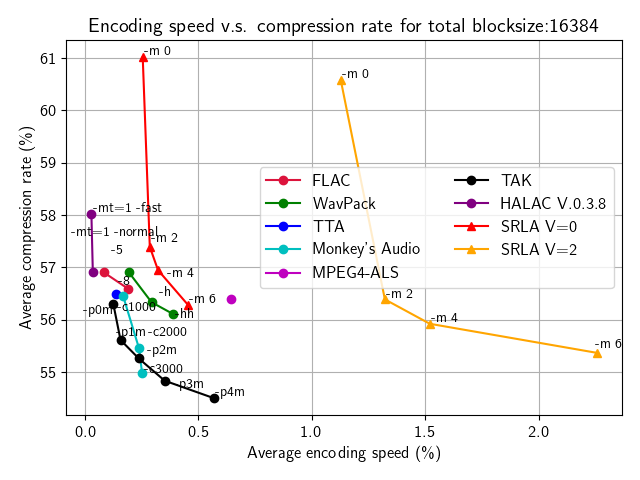 Encoding speed v.s. compression rate for total blocksize:16384
Average compression rate (%)
61
60
59
58
57
56
55
-m 0
-m 0
FLAC
WavPack
TTA
Monkey's Audio
MPEG4-ALS
TAK
HALAC V.0.3.8
SRLA V=0
SRLA V=2
-mt=1 -fast
-mt=1 -normal
-m 2
-5
-m 4
-8
-h
-m 6
-m 2
-p0m
-c1000
-hh
-m 4
-p1m
-c2000
-p2m
-m 6
-c3000
-p3m
-p4m
0.0
0.5
1.0
1.5
2.0
Average encoding speed (%)